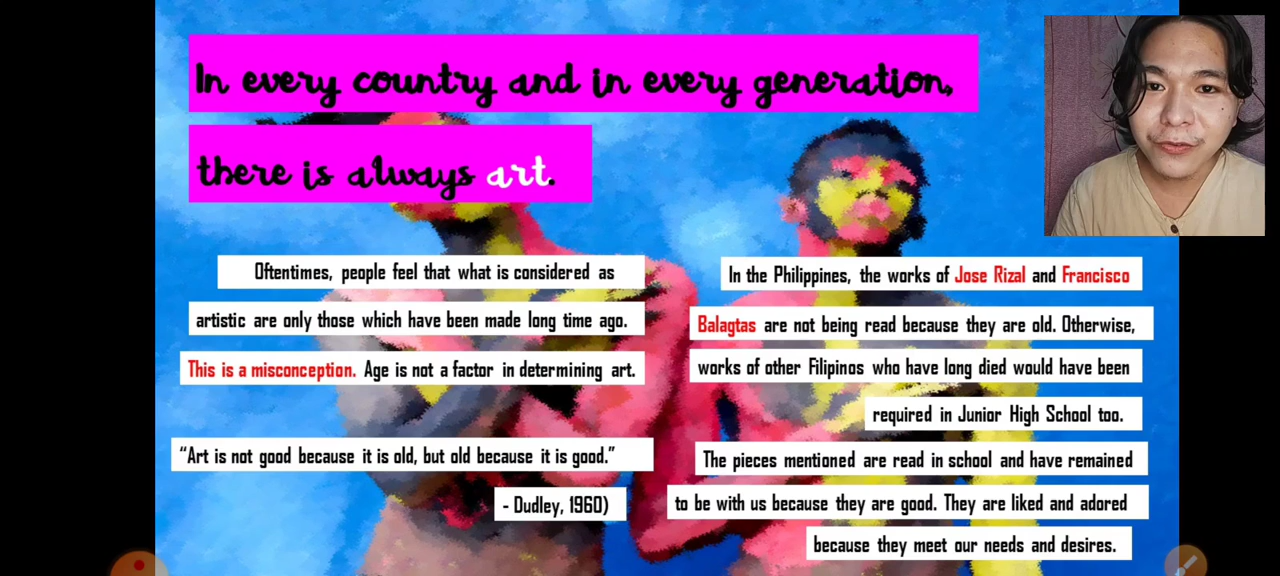 In every country and in every generation,
there is always art.
Oftentimes, people feel that what is considered as
artistic are only those which have been made long time ago.
This is a misconception. Age is not a factor in determining art.
“Art is not good because it is old, but old because it is good.”
- Dudley, 1960)
In the Philippines, the works of Jose Rizal and Francisco
Balagtas are not being read because they are old. Otherwise,
works of other Filipinos who have long died would have been
required in Junior High School too.
The pieces mentioned are read in school and have remained
to be with us because they are good. They are liked and adored
because they meet our needs and desires.